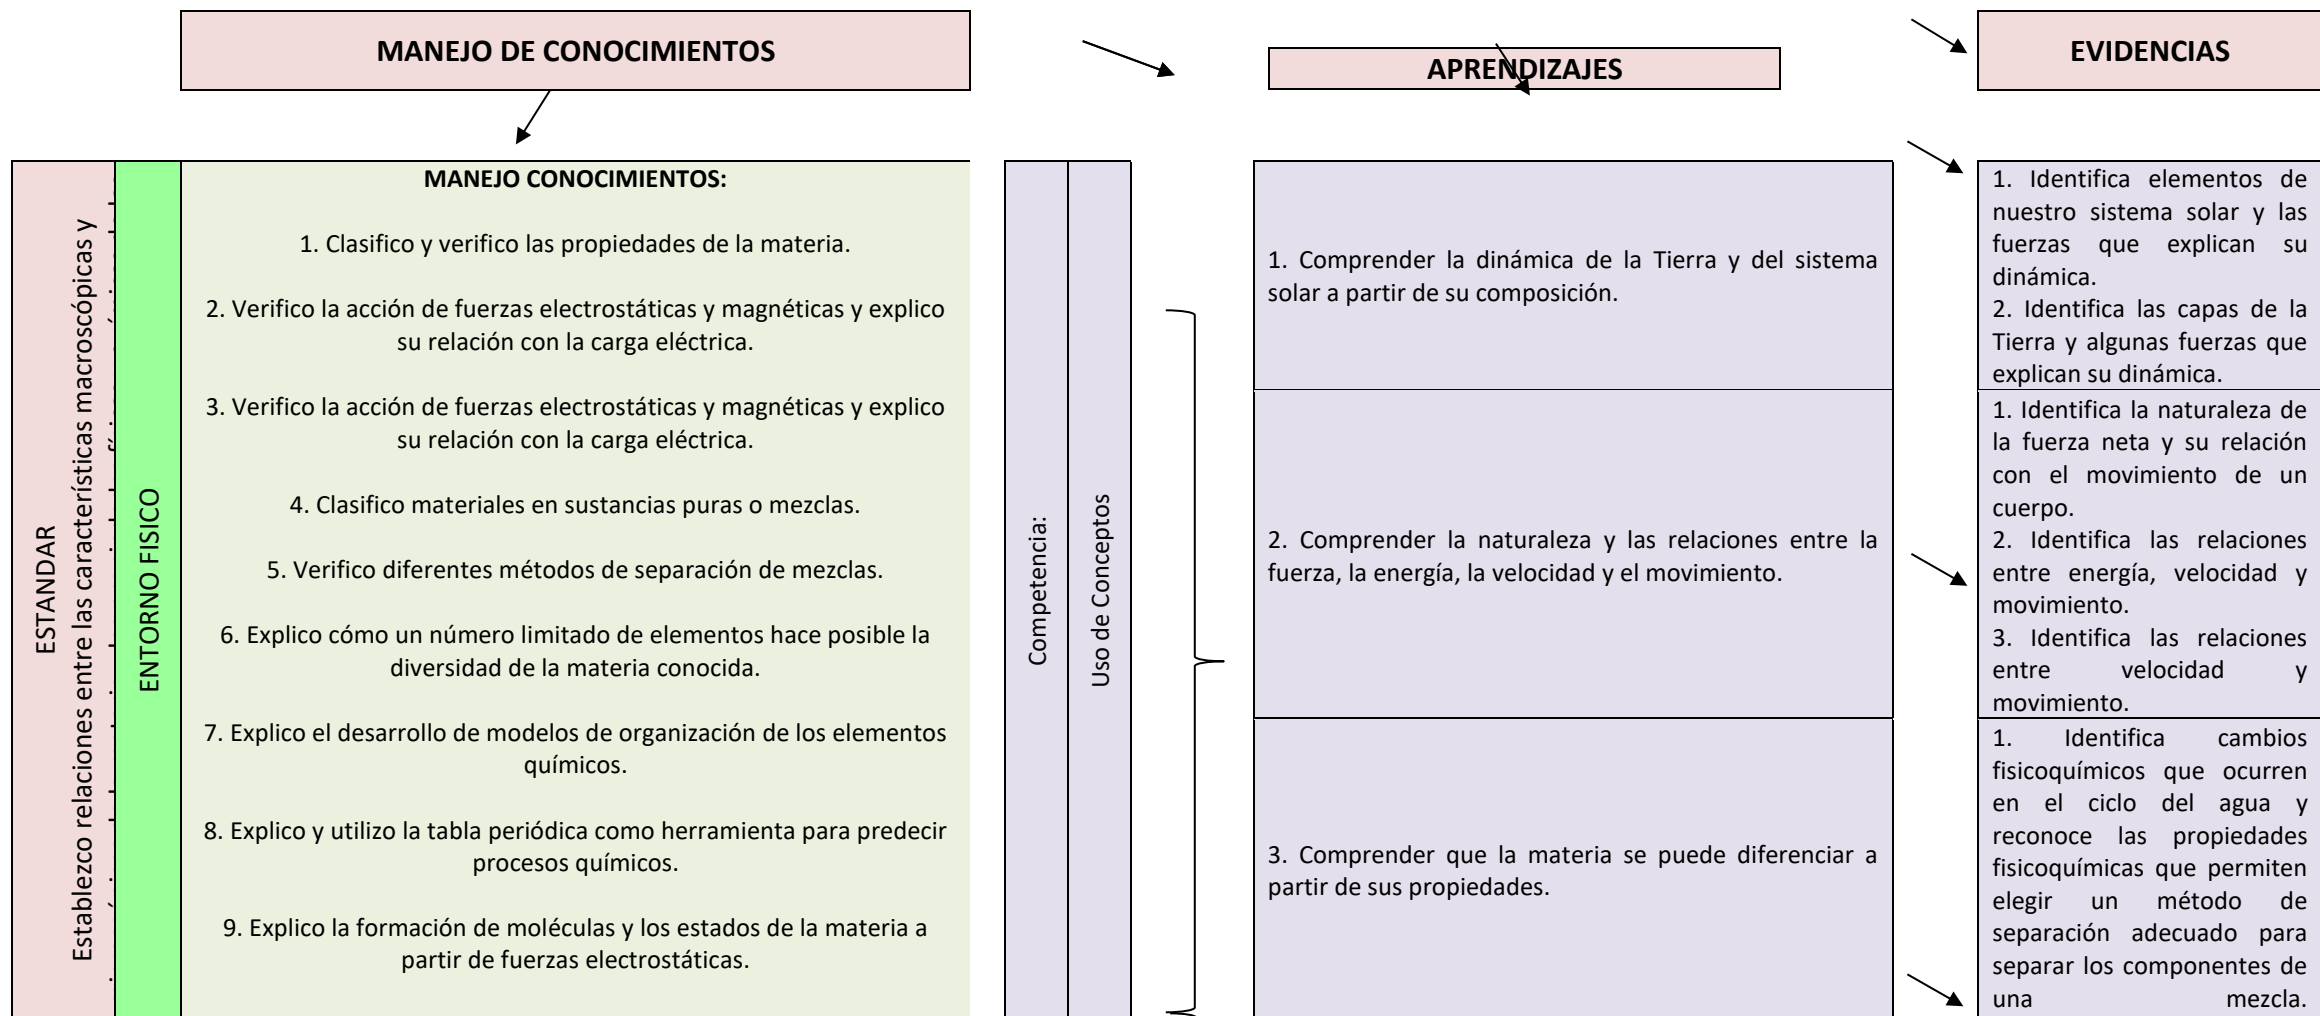 MANEJO DE CONOCIMIENTOS
APRENDIZAJES
EVIDENCIAS
ESTANDAR
Establezco relaciones entre las características macroscópicas y
ENTORNO FISICO
MANEJO CONOCIMIENTOS:
1. Clasifico y verifico las propiedades de la materia.
2. Verifico la acción de fuerzas electrostáticas y magnéticas y explico
su relación con la carga eléctrica.
3. Verifico la acción de fuerzas electrostáticas y magnéticas y explico
su relación con la carga eléctrica.
4. Clasifico materiales en sustancias puras o mezclas.
5. Verifico diferentes métodos de separación de mezclas.
6. Explico cómo un número limitado de elementos hace posible la
diversidad de la materia conocida.
7. Explico el desarrollo de modelos de organización de los elementos
químicos.
8. Explico y utilizo la tabla periódica como herramienta para predecir
procesos químicos.
9. Explico la formación de moléculas y los estados de la materia a
partir de fuerzas electrostáticas.
Competencia:
Uso de Conceptos
1. Comprender la dinámica de la Tierra y del sistema
solar a partir de su composición.
2. Comprender la naturaleza y las relaciones entre la
fuerza, la energía, la velocidad y el movimiento.
3. Comprender que la materia se puede diferenciar a
partir de sus propiedades.
1. Identifica elementos de
nuestro sistema solar y las
fuerzas que explican su
dinámica.
2. Identifica las capas de la
Tierra y algunas fuerzas que
explican su dinámica.
1. Identifica la naturaleza de
la fuerza neta y su relación
con el movimiento de un
cuerpo.
2. Identifica las relaciones
entre energía, velocidad y
movimiento.
3. Identifica las relaciones
entre velocidad y
movimiento.
1. Identifica cambios
fisicoquímicos que ocurren
en el ciclo del agua y
reconoce las propiedades
fisicoquímicas que permiten
elegir un método de
separación adecuado para
separar los componentes de
una mezcla.